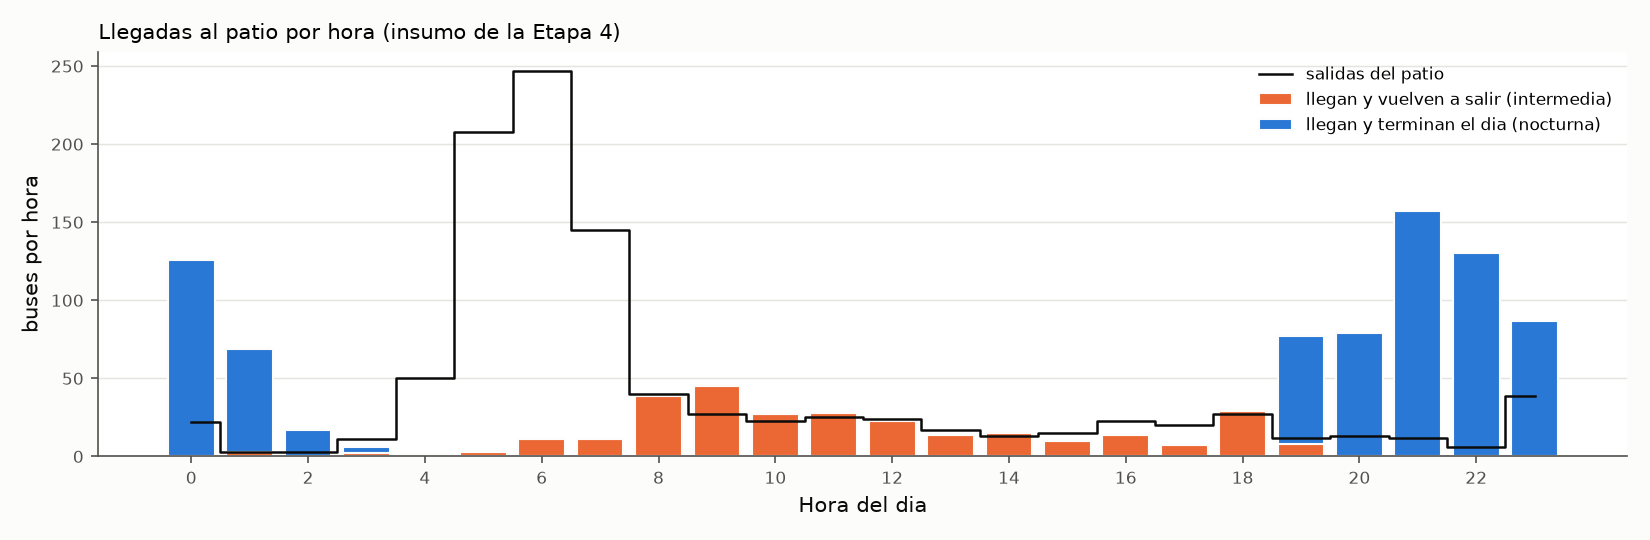 Llegadas al patio por hora (insumo de la Etapa 4)
salidas del patio
llegan y vuelven a salir (intermedia)
llegan y terminan el dia (nocturna)
buses por hora
250
200
150
100
50
0
0 2 4 6 8 10 12 14 16 18 20 22
Hora del dia